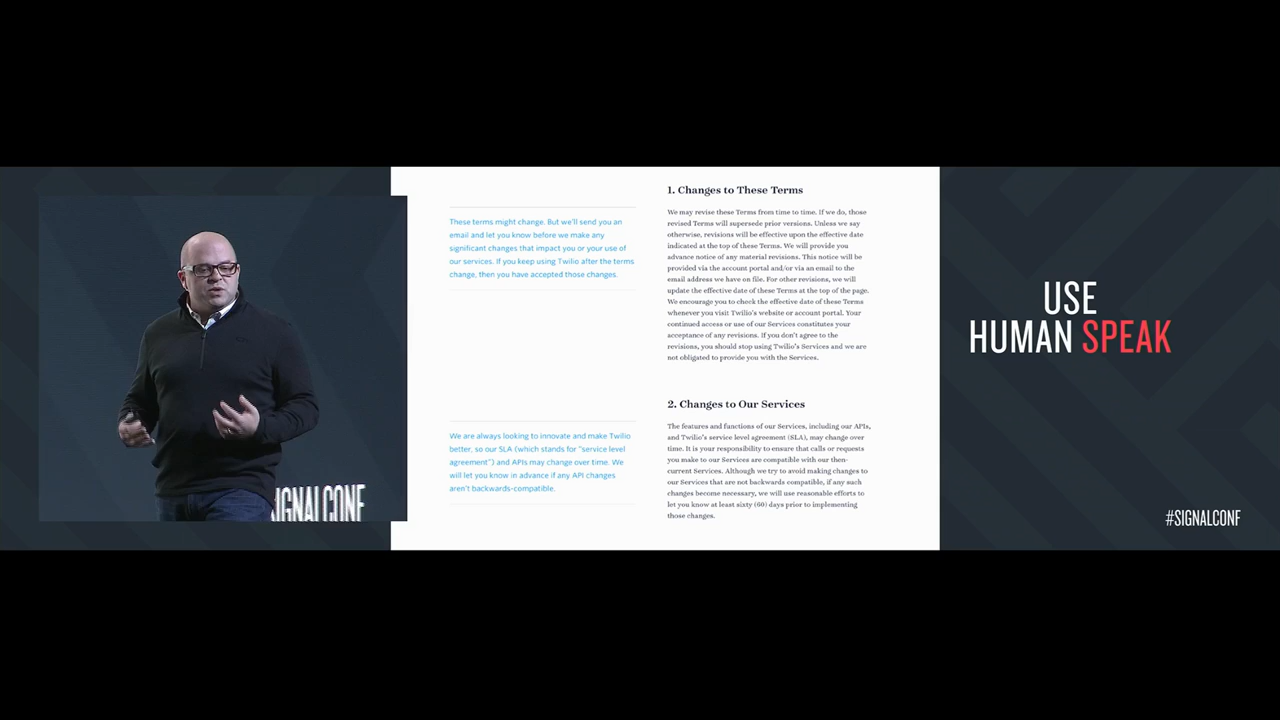 These terms might change. But we'll send you an
email and let you know before we make any
significant changes that impact you or your use of
our services. If you keep using Twilio after the terms
change, then you have accepted those changes.
We are always looking to innovate and make Twilio
better, so our SLA (which stands for "service level
agreement") and APIs may change over time. We
will let you know in advance if any API changes
aren't backwards-compatible.
1. Changes to These Terms
We may revise these Terms from time to time. If we do, those
revised Terms will supersede prior versions. Unless we say
otherwise, revisions will be effective upon the effective date
indicated at the top of these Terms. We will provide you
advance notice of any material revisions. This notice will be
provided via the account portal and/or via an email to the
email address we have on file. For other revisions, we will
update the effective date of these Terms at the top of the page.
We encourage you to check the effective date of these Terms
whenever you visit Twilio's website or account portal. Your
continued access or use of our Services constitutes your
acceptance of any revisions. If you don't agree to the
revisions, you should stop using Twilio's Services and we are
not obligated to provide you with the Services.
2. Changes to Our Services
The features and functions of our Services, including our APIs,
and Twilio's service level agreement (SLA), may change over
time. It is your responsibility to ensure that calls or requests
you make to our Services are compatible with our then-
current Services. Although we try to avoid making changes to
our Services that are not backwards compatible, if any such
changes become necessary, we will use reasonable efforts to
let you know at least sixty (60) days prior to implementing
those changes.
USE
HUMAN SPEAK
#SIGNALCONF
IGNALCONF